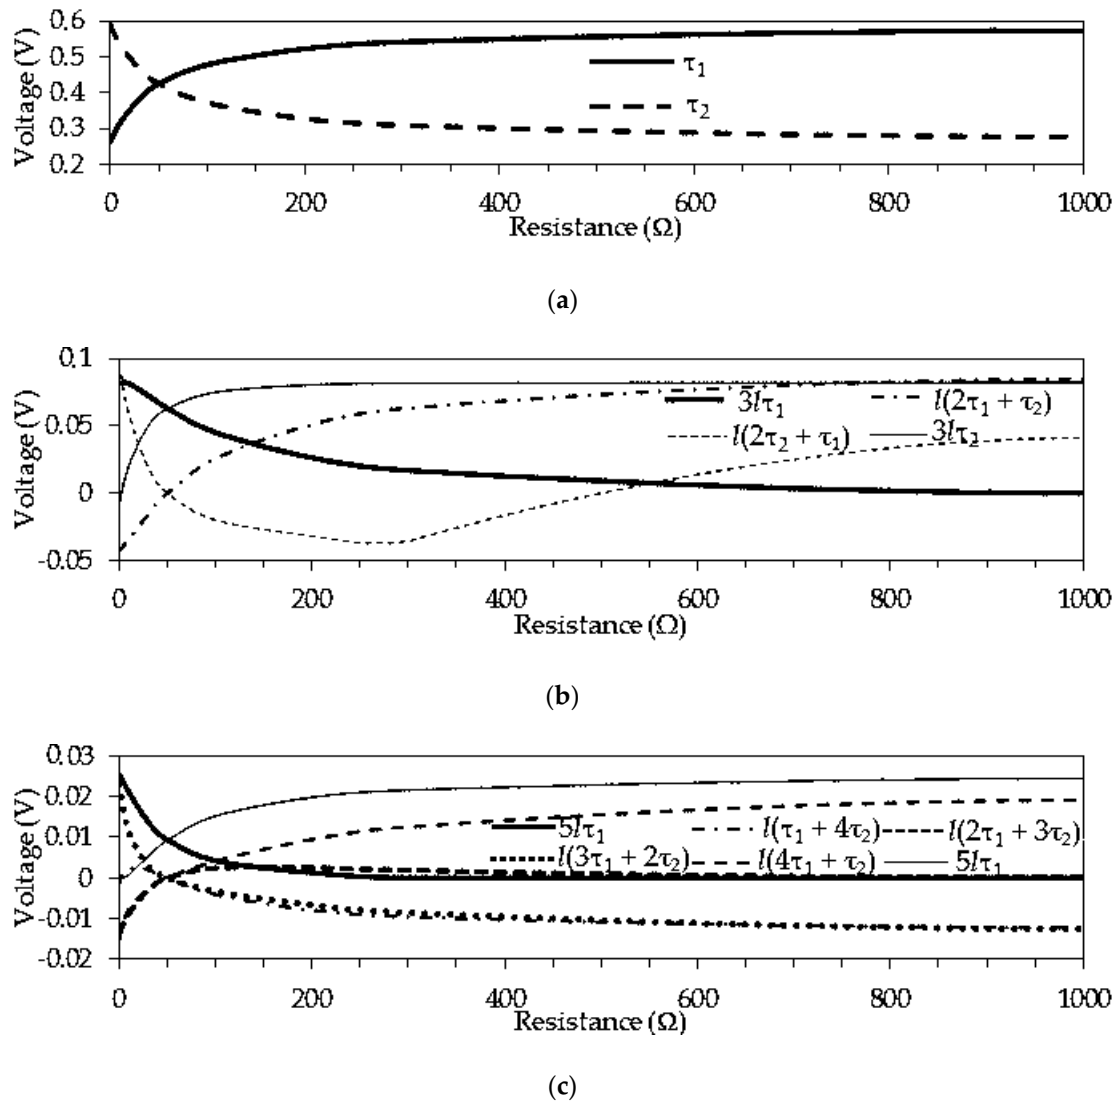 0.6
0.5
0.4
0.3
0.2
Voltage (V)
τ1
τ2
0 200 400 600 800 1000
Resistance (Ω)
(a)
0.1
0.05
0
-0.05
Voltage (V)
3lτ1 l(2τ1 + τ2)
l(2τ2 + τ1) 3lτ2
0 200 400 600 800 1000
Resistance (Ω)
(b)
0.03
0.02
0.01
0
-0.01
-0.02
Voltage (V)
5lτ1 l(τ1 + 4τ2) l(2τ1 + 3τ2)
l(3τ1 + 2τ2) l(4τ1 + τ2) 5lτ1
0 200 400 600 800 1000
Resistance (Ω)
(c)